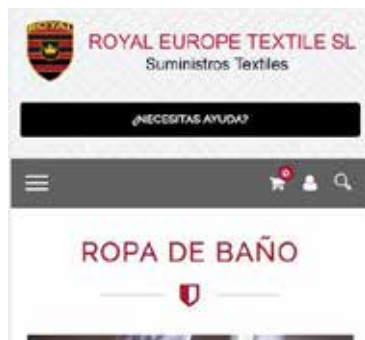 ROYAL EUROPE TEXTILE SL
Suministros Textiles
¿NECESITAS AYUDA?
0
ROPA DE BAÑO